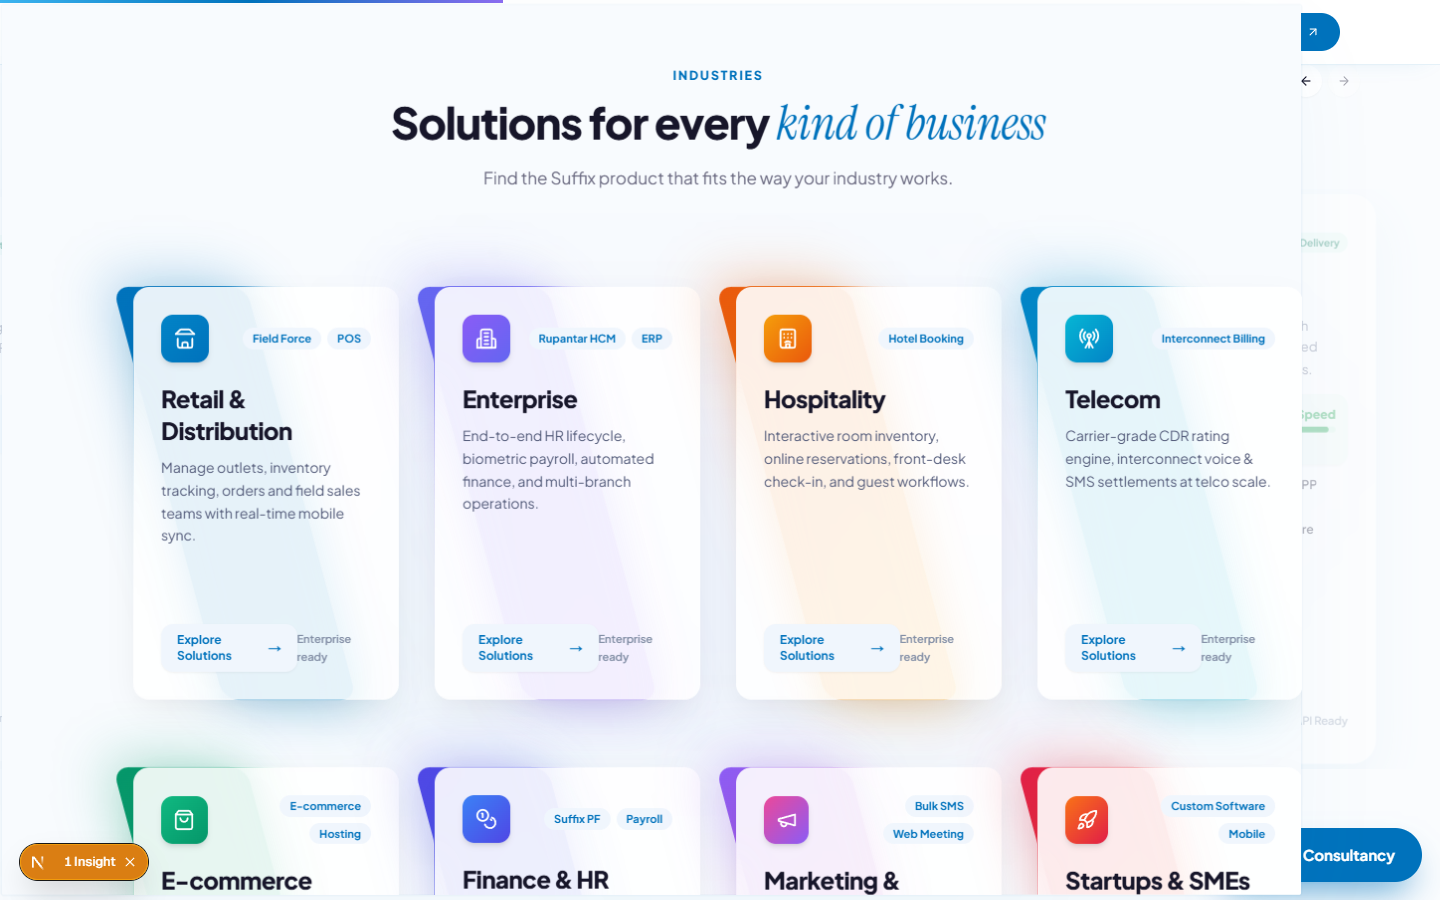 INDUSTRIES
Solutions for every kind of business
Find the Suffix product that fits the way your industry works.
Field Force
POS
Retail &
Distribution
Manage outlets, inventory
tracking, orders and field sales
teams with real-time mobile
sync.
Explore
Solutions
→
Enterprise
ready
Rupantar HCM
ERP
Enterprise
End-to-end HR lifecycle,
biometric payroll, automated
finance, and multi-branch
operations.
Explore
Solutions
→
Enterprise
ready
Hotel Booking
Hospitality
Interactive room inventory,
online reservations, front-desk
check-in, and guest workflows.
Explore
Solutions
→
Enterprise
ready
Interconnect Billing
Telecom
Carrier-grade CDR rating
engine, interconnect voice &
SMS settlements at telco scale.
Explore
Solutions
→
Enterprise
ready
Delivery
ed
s.
Speed
PP
re
PI Ready
E-commerce
Hosting
E-commerce
Suffix PF
Payroll
Finance & HR
Bulk SMS
Web Meeting
Marketing &
Custom Software
Mobile
Startups & SMEs
Consultancy
N
1 Insight